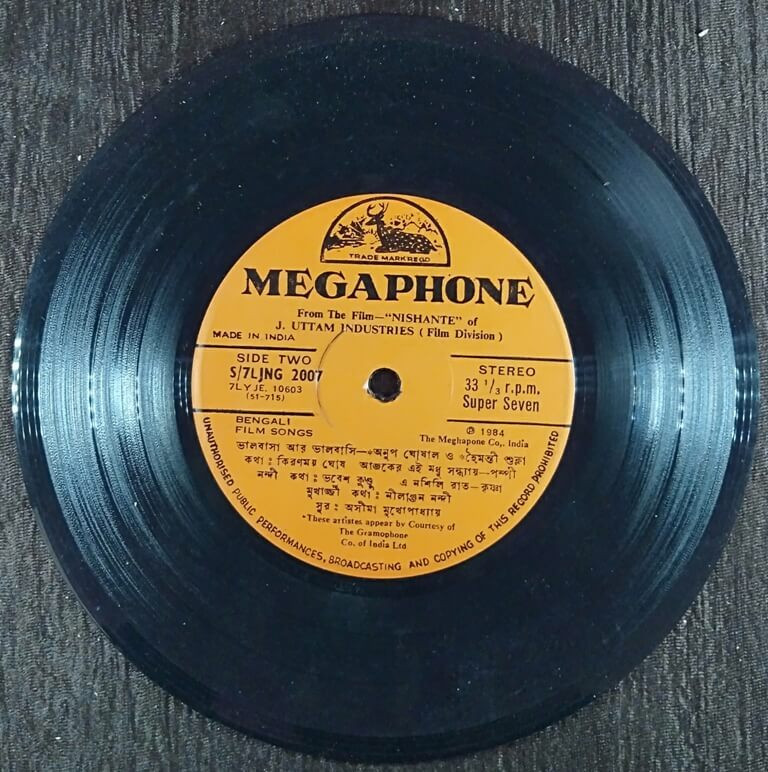 TRADE MARK REGD
MEGAPHONE
From The Film—"NISHANTE" of
J. UTTAM INDUSTRIES ( Film Division )
MADE IN INDIA
SIDE TWO
S/7LJNG 2007
7LYJE. 10603
(51-715)
STEREO
33 1/3 r.p.m.
Super Seven
BENGALI
FILM SONGS
℗ 1984
The Meghapone Co,. India
ভালবাসা আর ভালবাসি—*অনুপ ঘোষাল ও *হৈমন্তী শুক্লা
কথা : কিরণময় ঘোষ আজকের এই মধু সন্ধ্যায়—পম্পী
নন্দী কথা : ভবেশ কুণ্ডু এ নশিলি রাত—কৃষ্ণা
মুখার্জ্জী কথা : নীলাঞ্জন নন্দী
সুর : অসীমা মুখোপাধ্যায়
*These artistes appear by Courtesy of
The Gramophone
Co. of India Ltd
UNAUTHORISED PUBLIC PERFORMANCES, BROADCASTING AND COPYING OF THIS RECORD PROHIBITED